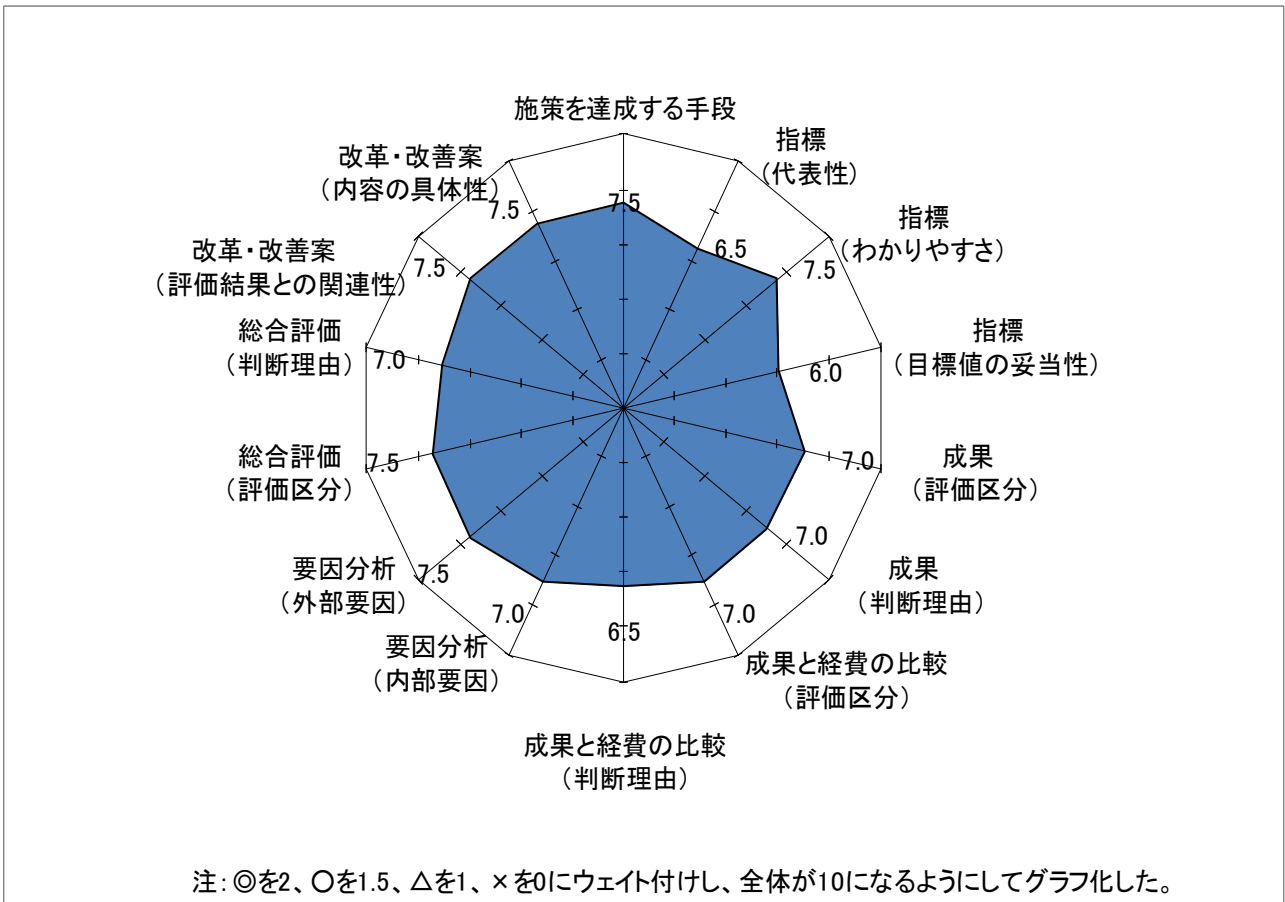 施策を達成する手段
7.5
指標
（代表性）
6.5
指標
（わかりやすさ）
7.5
指標
（目標値の妥当性）
6.0
成果
（評価区分）
7.0
成果
（判断理由）
7.0
成果と経費の比較
（評価区分）
7.0
成果と経費の比較
（判断理由）
6.5
要因分析
（内部要因）
7.0
要因分析
（外部要因）
7.5
総合評価
（評価区分）
7.5
総合評価
（判断理由）
7.0
改革・改善案
（評価結果との関連性）
7.5
改革・改善案
（内容の具体性）
7.5
注：◎を2、〇を1.5、△を1、×を0にウェイト付けし、全体が10になるようにしてグラフ化した。